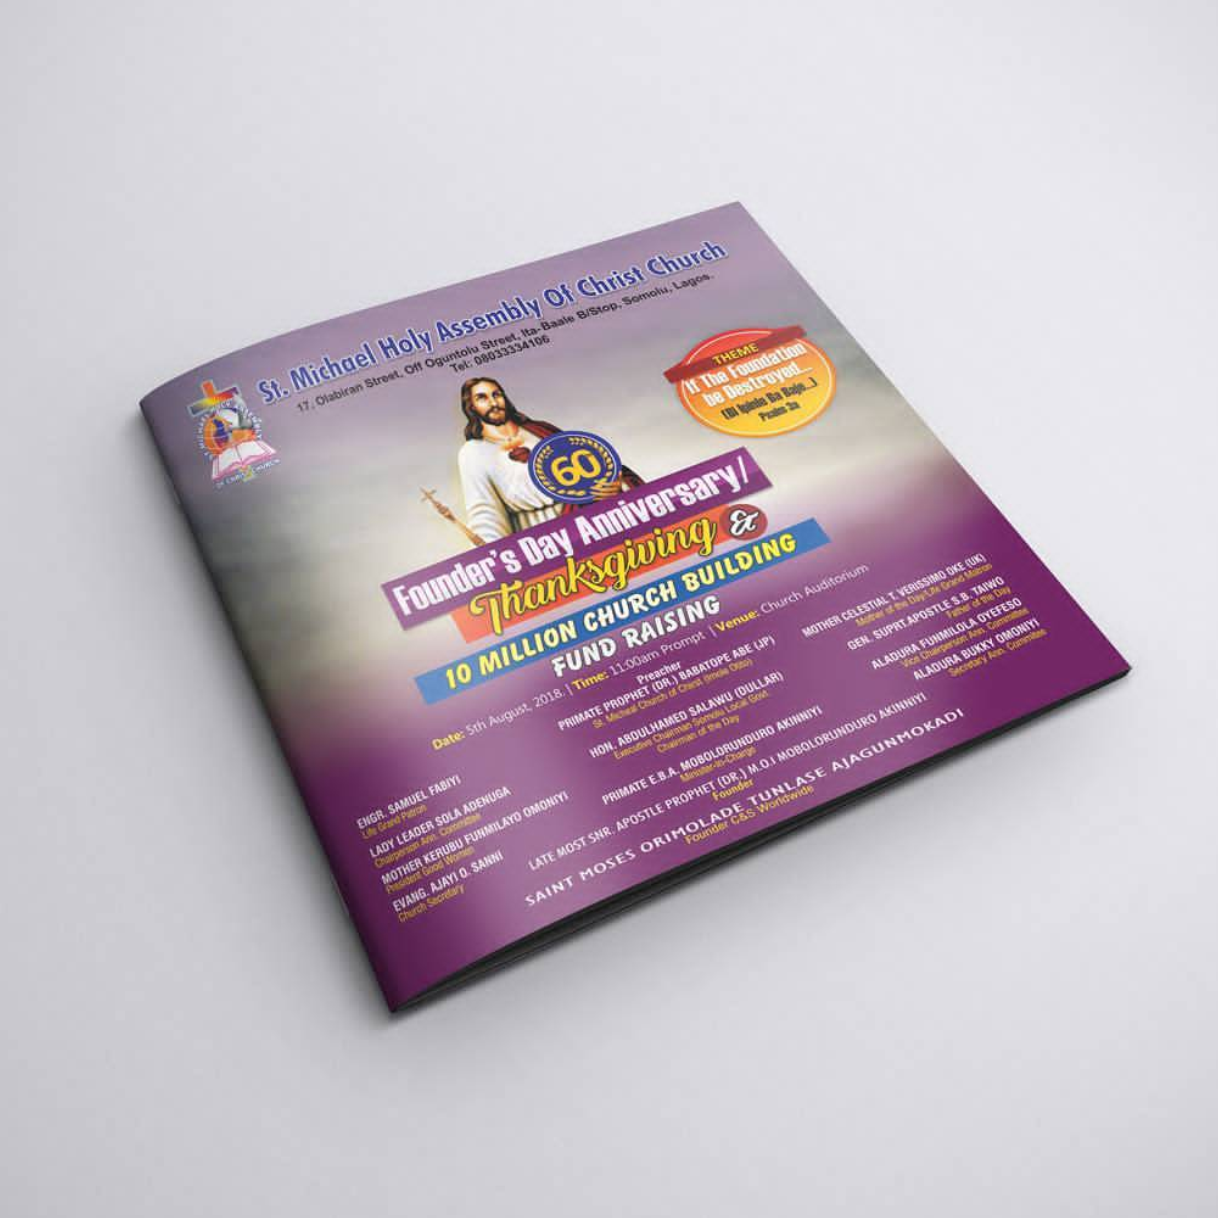 St. Michael Holy Assembly Of Christ Church
17, Olabiran Street, Off Oguntolu Street, Ita-Baale B/Stop, Somolu, Lagos.
Tel: 08033334106
THEME
If The Foundation
be Destroyed...
(Bi Ipinle Ba Baje...)
Psalm
60
Founder's Day Anniversary/
Thanksgiving &
10 MILLION CHURCH BUILDING
FUND RAISING
Date: 5th August, 2018. | Time: 11:00am Prompt | Venue: Church Auditorium
Preacher
PRIMATE PROPHET (DR.) BABATOPE ABE (JP)
St. Micheal Church of Christ (Imole Otito)
HON. ABDULHAMED SALAWU (DULLAR)
Executive Chairman Somolu Local Govt.
Chairman of the Day
PRIMATE E.B.A. MOBOLORUNDURO AKINNIYI
Minister-in-Charge
LATE MOST SNR. APOSTLE PROPHET (DR.) M.O.I MOBOLORUNDURO AKINNIYI
Founder
SAINT MOSES ORIMOLADE TUNLASE AJAGUNMOKADI
Founder C&S Worldwide
MOTHER CELESTIAL T. VERISSIMO OKE (UK)
Mother of the Day/Life Grand Matron
GEN. SUPRT.APOSTLE S.B. TAIWO
Father of the Day
ALADURA FUNMILOLA OYEFESO
Vice Chairperson Ann. Committee
ALADURA BUKKY OMONIYI
Secretary Ann. Committee
ENGR. SAMUEL FABIYI
Life Grand Patron
LADY LEADER SOLA ADENUGA
Chairperson Ann. Committee
MOTHER KERUBU FUNMILAYO OMONIYI
President Good Women
EVANG. AJAYI O. SANNI
Church Secretary